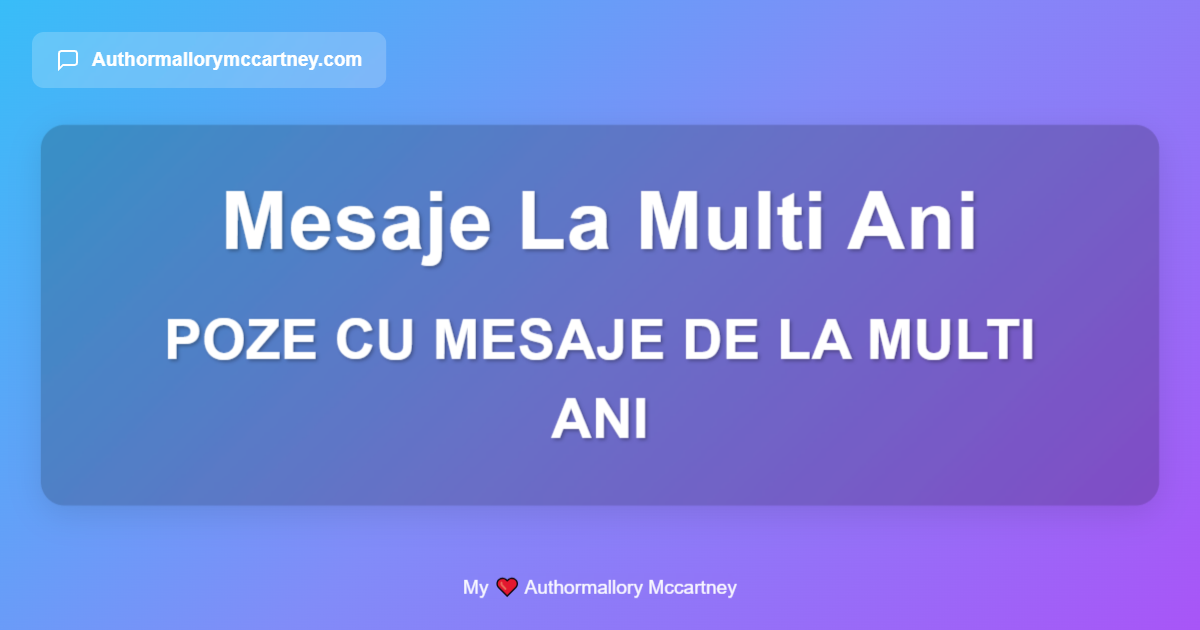 Authormallorymccartney.com
Mesaje La Multi Ani
POZE CU MESAJE DE LA MULTI
ANI
My ❤️ Authormallory Mccartney